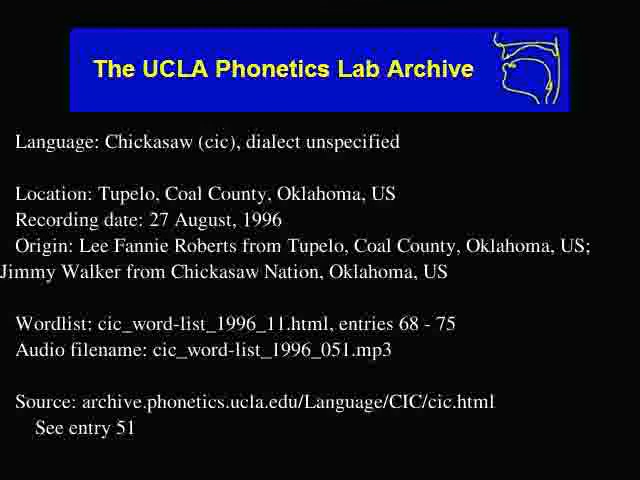 The UCLA Phonetics Lab Archive
Language: Chickasaw (cic), dialect unspecified
Location: Tupelo, Coal County, Oklahoma, US
Recording date: 27 August, 1996
Origin: Lee Fannie Roberts from Tupelo, Coal County, Oklahoma, US;
Jimmy Walker from Chickasaw Nation, Oklahoma, US
Wordlist: cic_word-list_1996_11.html, entries 68 - 75
Audio filename: cic_word-list_1996_051.mp3
Source: archive.phonetics.ucla.edu/Language/CIC/cic.html
See entry 51